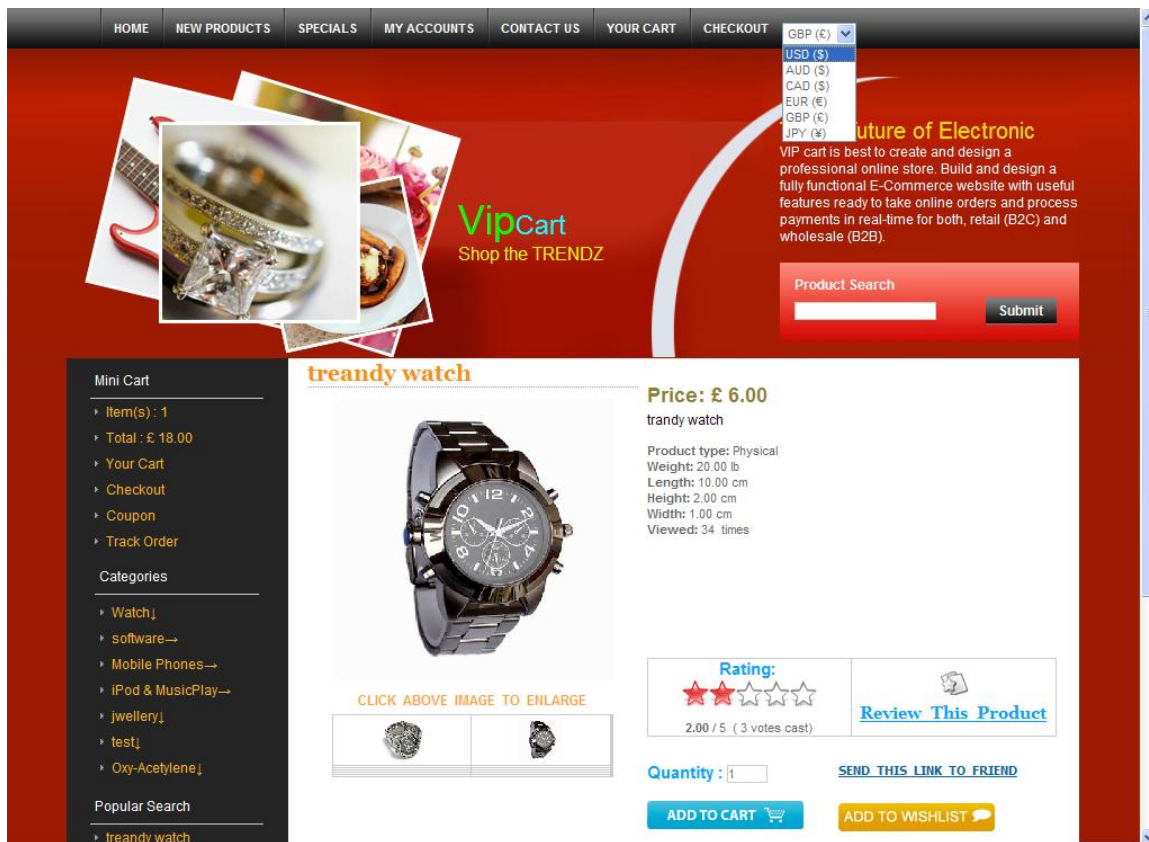 HOME NEW PRODUCTS SPECIALS MY ACCOUNTS CONTACT US YOUR CART CHECKOUT GBP (£)
USD ($)
AUD ($)
CAD ($)
EUR (€)
GBP (£)
JPY (¥)
uture of Electronic
VIP cart is best to create and design a
professional online store. Build and design a
fully functional E-Commerce website with useful
features ready to take online orders and process
payments in real-time for both, retail (B2C) and
wholesale (B2B).
VipCart
Shop the TRENDZ
Product Search
Submit
Mini Cart
Item(s) : 1
Total : £ 18.00
Your Cart
Checkout
Coupon
Track Order
Categories
Watch↓
software→
Mobile Phones→
iPod & MusicPlay→
jwellery↓
test↓
Oxy-Acetylene↓
Popular Search
treandy watch
treandy watch
12
2
4
6
8
10
CLICK ABOVE IMAGE TO ENLARGE
Price: £ 6.00
trandy watch
Product type: Physical
Weight: 20.00 lb
Length: 10.00 cm
Height: 2.00 cm
Width: 1.00 cm
Viewed: 34 times
Rating:
2.00 / 5 ( 3 votes cast)
Review This Product
Quantity : 1
SEND THIS LINK TO FRIEND
ADD TO CART
ADD TO WISHLIST